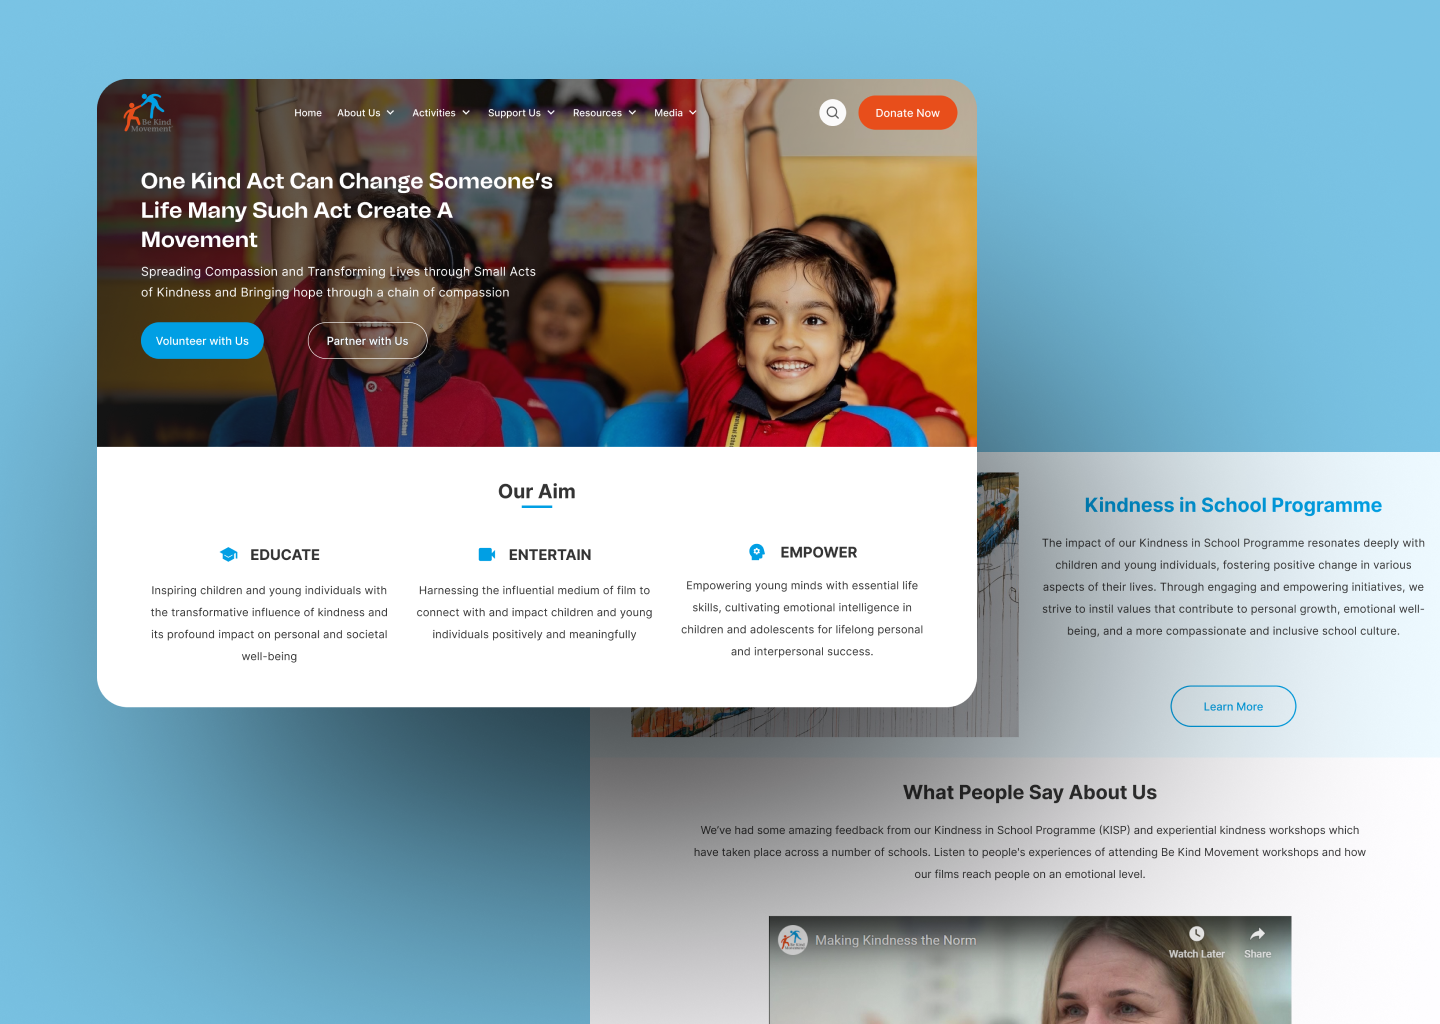 Be Kind
Movement
Home
About Us
Activities
Support Us
Resources
Media
Donate Now
TRANSPORT
CHART
One Kind Act Can Change Someone's
Life Many Such Act Create A
Movement
Spreading Compassion and Transforming Lives through Small Acts
of Kindness and Bringing hope through a chain of compassion
Volunteer with Us
Partner with Us
Our Aim
EDUCATE
Inspiring children and young individuals with
the transformative influence of kindness and
its profound impact on personal and societal
well-being
ENTERTAIN
Harnessing the influential medium of film to
connect with and impact children and young
individuals positively and meaningfully
EMPOWER
Empowering young minds with essential life
skills, cultivating emotional intelligence in
children and adolescents for lifelong personal
and interpersonal success.
Kindness in School Programme
The impact of our Kindness in School Programme resonates deeply with
children and young individuals, fostering positive change in various
aspects of their lives. Through engaging and empowering initiatives, we
strive to instil values that contribute to personal growth, emotional well-
being, and a more compassionate and inclusive school culture.
Learn More
What People Say About Us
We've had some amazing feedback from our Kindness in School Programme (KISP) and experiential kindness workshops which
have taken place across a number of schools. Listen to people's experiences of attending Be Kind Movement workshops and how
our films reach people on an emotional level.
Be Kind
Movement
Making Kindness the Norm
Watch Later
Share